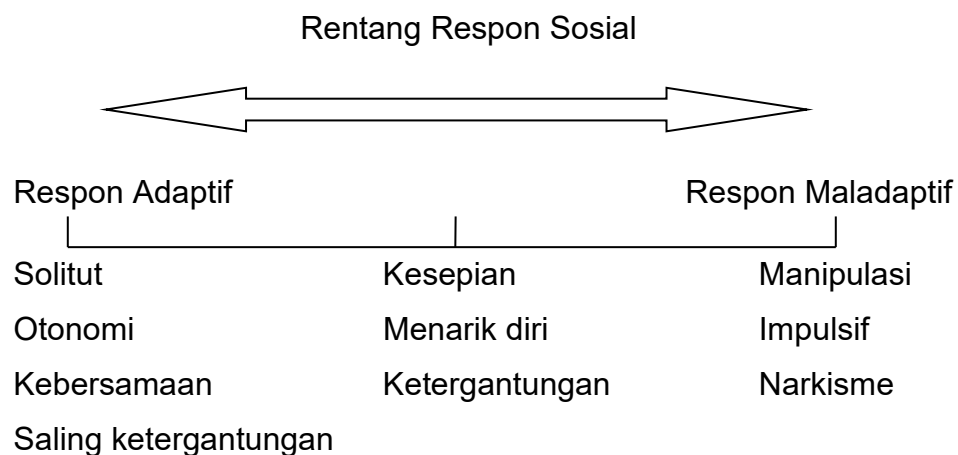 Rentang Respon Sosial
Respon Adaptif Respon Maladaptif
Solitut Kesepian Manipulasi
Otonomi Menarik diri Impulsif
Kebersamaan Ketergantungan Narkisme
Saling ketergantungan